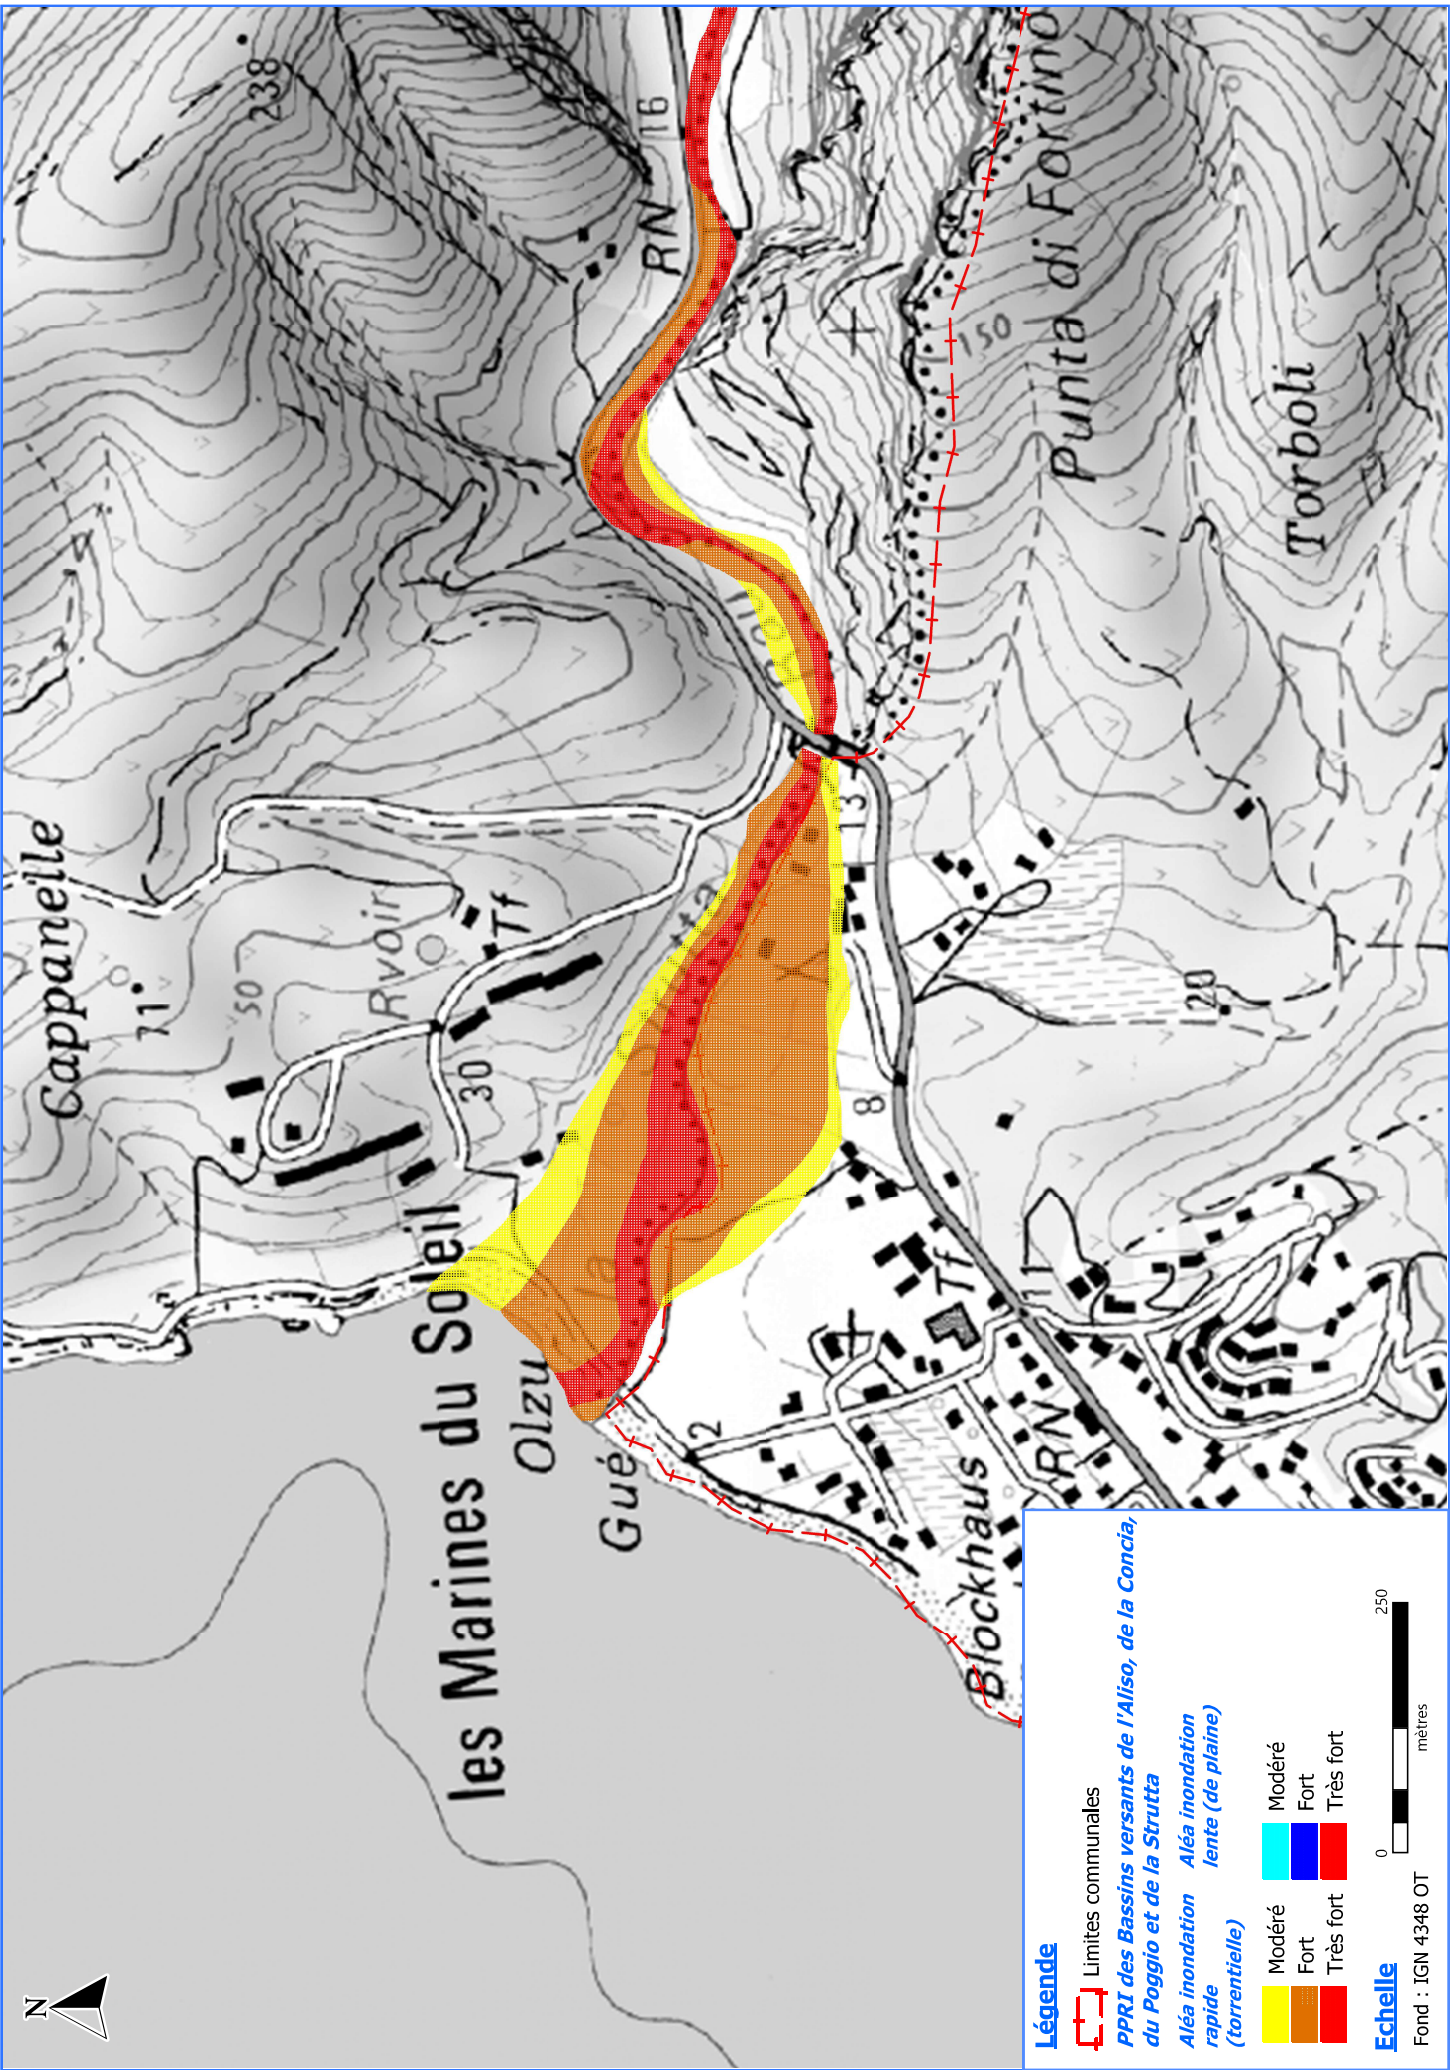 N
les Marines du Soleil
Cappanelle
71
50
Rvoir
Tf
30
238
RN
16
Olzu
Gué
la
Strutta
2
Blockhaus
RN
11
Tf
8
13
20
150
Punta di Fortino
Torboli
Légende
Limites communales
PPRI des Bassins versants de l'Aliso, de la Concia,
du Poggio et de la Strutta
Aléa inondation
rapide
(torrentielle)
Modéré
Fort
Très fort
Aléa inondation
lente (de plaine)
Modéré
Fort
Très fort
Echelle
0
250
mètres
Fond : IGN 4348 OT